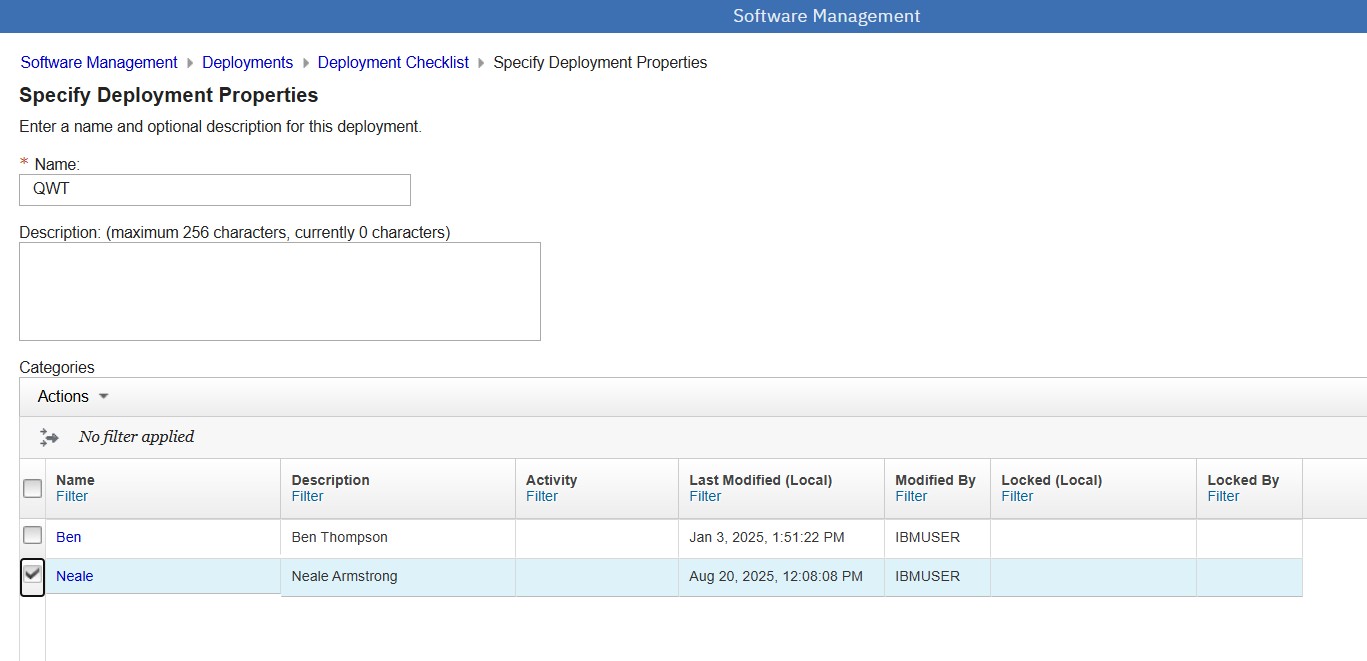 Software Management
Software Management Deployments Deployment Checklist Specify Deployment Properties
Specify Deployment Properties
Enter a name and optional description for this deployment.
* Name:
QWT
Description: (maximum 256 characters, currently 0 characters)
Categories
Actions
No filter applied
Name Description Activity Last Modified (Local) Modified By Locked (Local) Locked By
Filter Filter Filter Filter Filter Filter Filter
Ben Ben Thompson Jan 3, 2025, 1:51:22 PM IBMUSER
Neale Neale Armstrong Aug 20, 2025, 12:08:08 PM IBMUSER